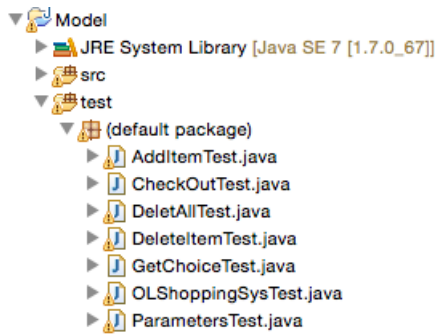 Model
JRE System Library [Java SE 7 [1.7.0_67]]
src
test
(default package)
AddItemTest.java
CheckOutTest.java
DeletAllTest.java
DeleteItemTest.java
GetChoiceTest.java
OLShoppingSysTest.java
ParametersTest.java